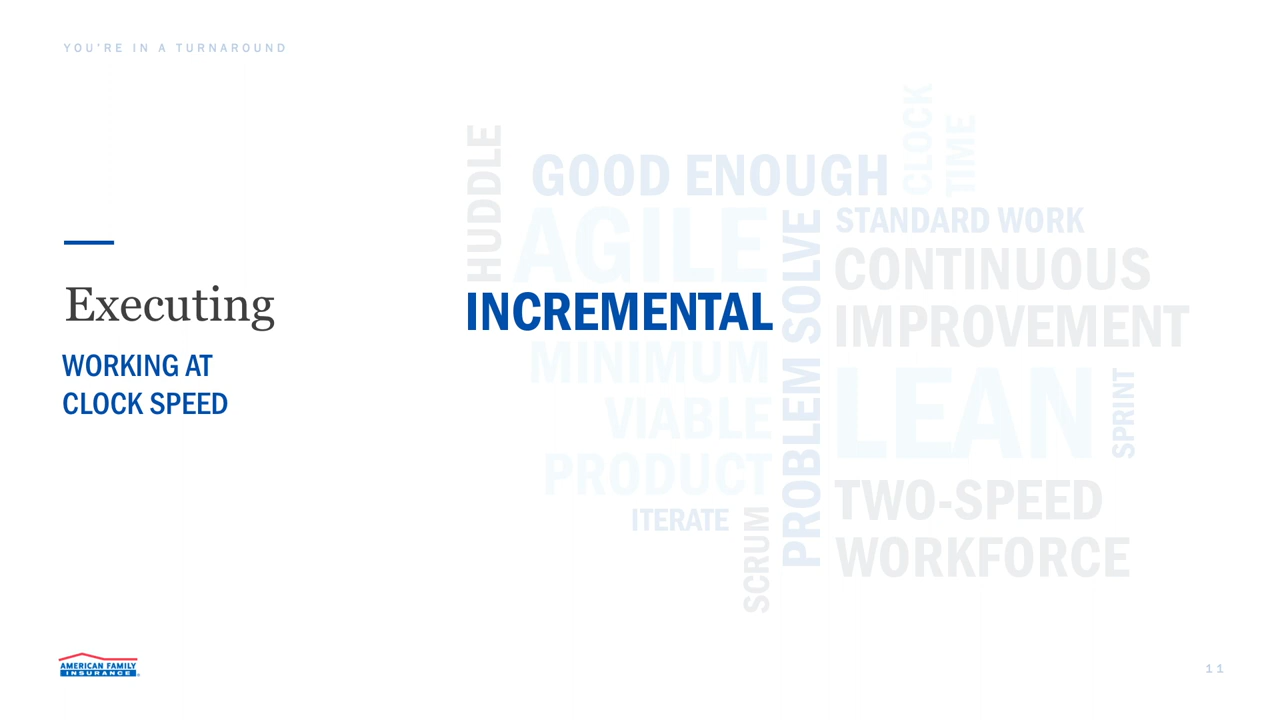 YOU'RE IN A TURNAROUND
Executing
WORKING AT
CLOCK SPEED
HUDDLE
GOOD ENOUGH
CLOCK
TIME
AGILE
INCREMENTAL
MINIMUM
VIABLE
PRODUCT
ITERATE
SCRUM
PROBLEM SOLVE
STANDARD WORK
CONTINUOUS
IMPROVEMENT
LEAN
SPRINT
TWO-SPEED
WORKFORCE
AMERICAN FAMILY
INSURANCE
11